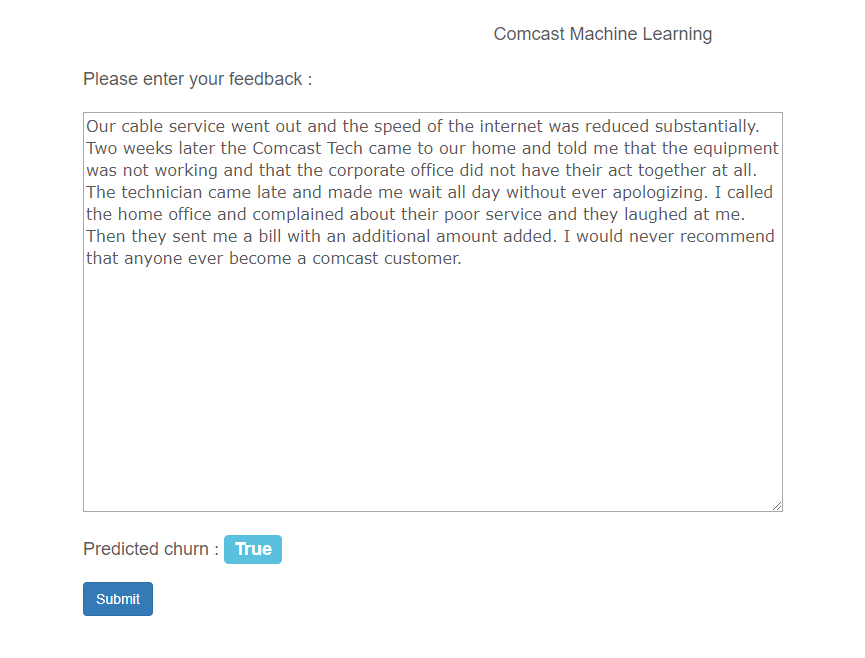 Comcast Machine Learning
Please enter your feedback :
Our cable service went out and the speed of the internet was reduced substantially.
Two weeks later the Comcast Tech came to our home and told me that the equipment
was not working and that the corporate office did not have their act together at all.
The technician came late and made me wait all day without ever apologizing. I called
the home office and complained about their poor service and they laughed at me.
Then they sent me a bill with an additional amount added. I would never recommend
that anyone ever become a comcast customer.
Predicted churn : True
Submit